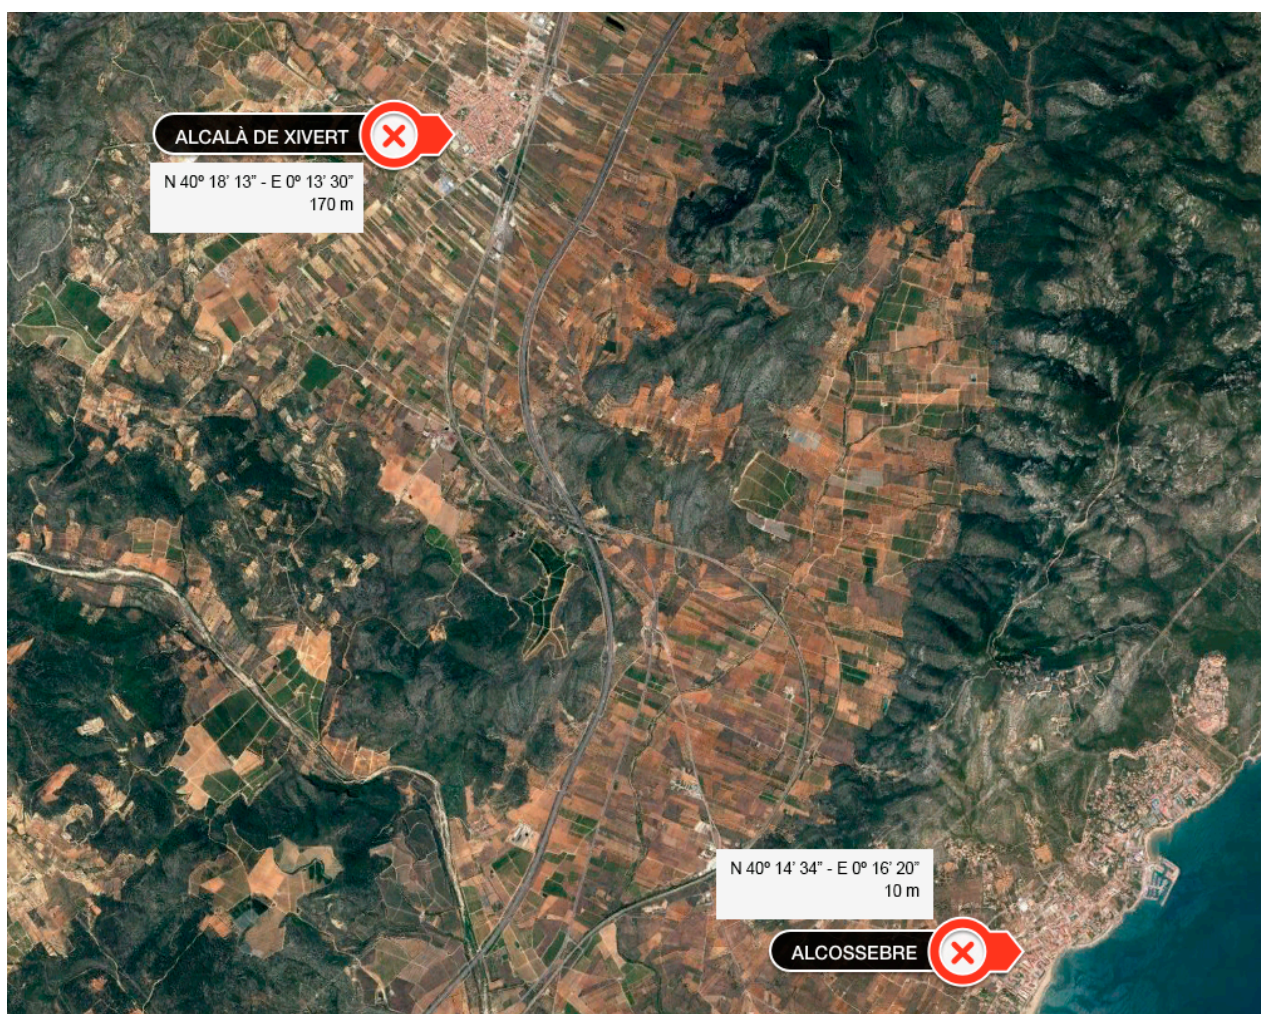 ALCALÀ DE XIVERT
N 40º 18’ 13” - E 0º 13’ 30”
170 m
N 40º 14’ 34” - E 0º 16’ 20”
10 m
ALCOSSEBRE